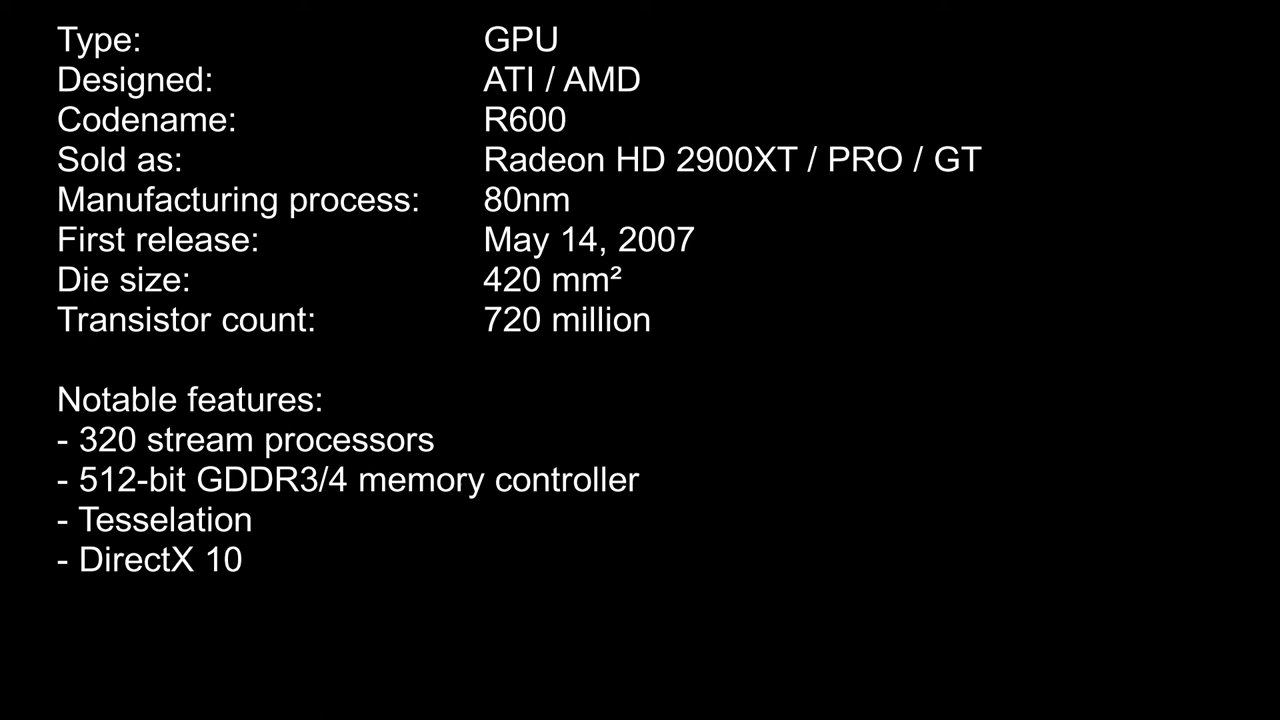 Type: GPU
Designed: ATI / AMD
Codename: R600
Sold as: Radeon HD 2900XT / PRO / GT
Manufacturing process: 80nm
First release: May 14, 2007
Die size: 420 mm²
Transistor count: 720 million
Notable features:
- 320 stream processors
- 512-bit GDDR3/4 memory controller
- Tesselation
- DirectX 10